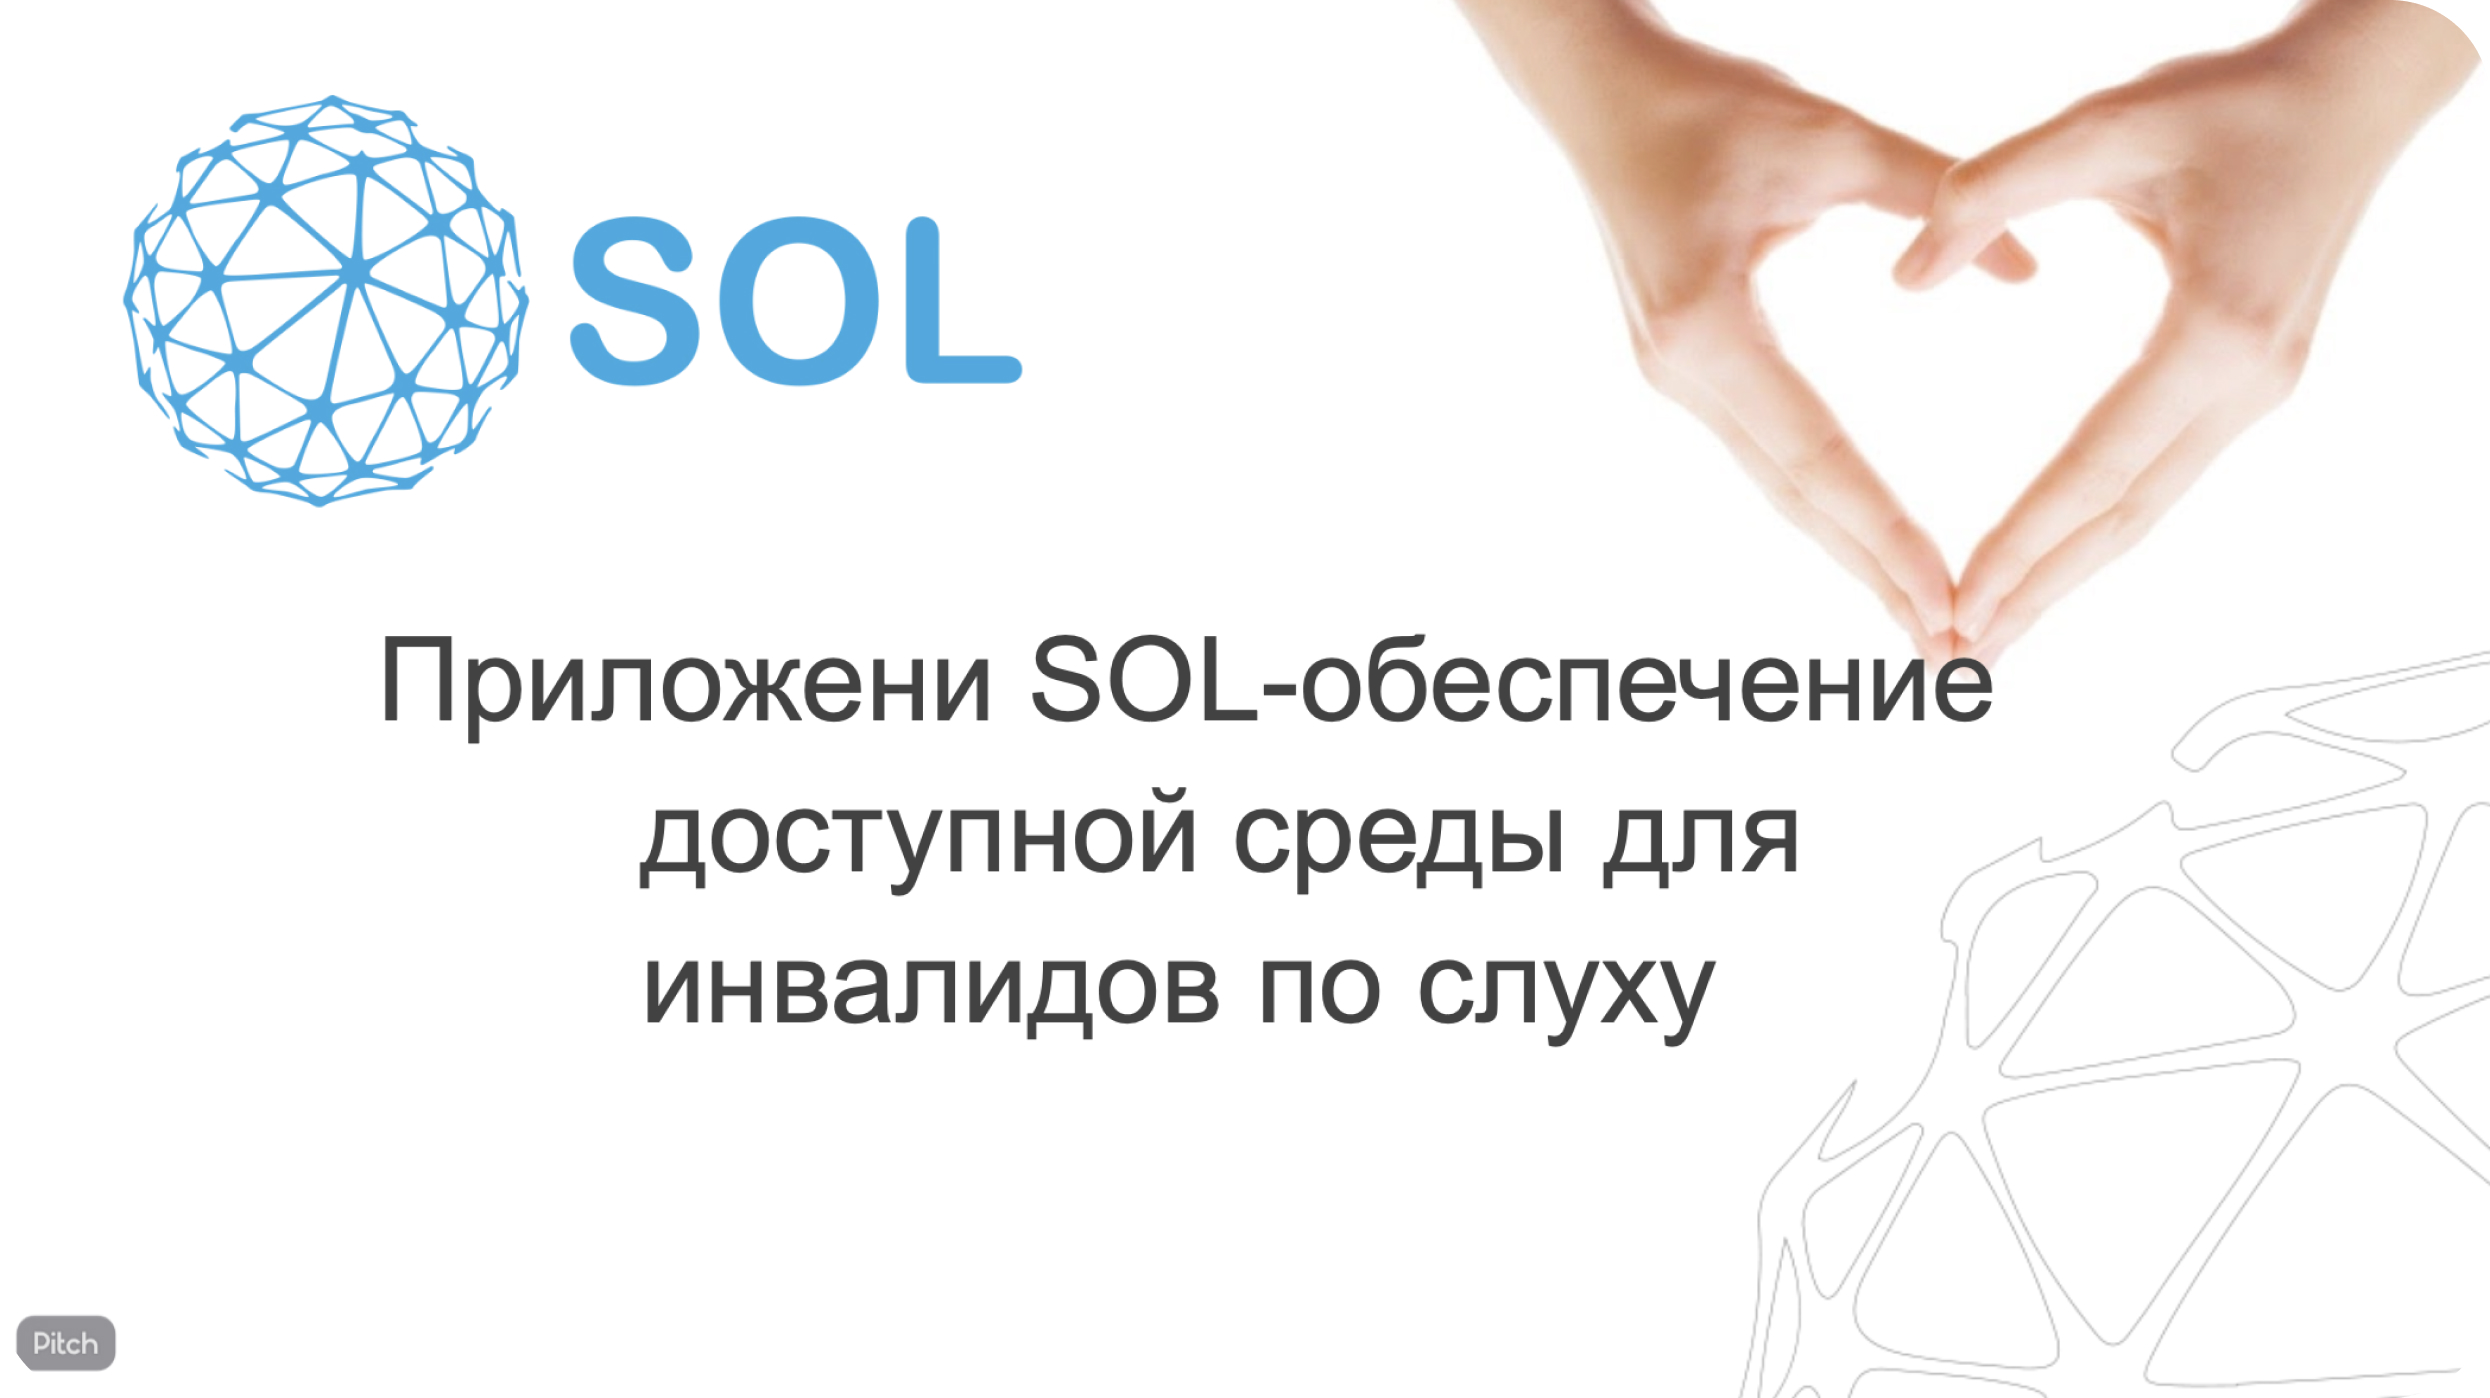 SOL
Приложени SOL-обеспечение
доступной среды для
инвалидов по слуху
Pitch